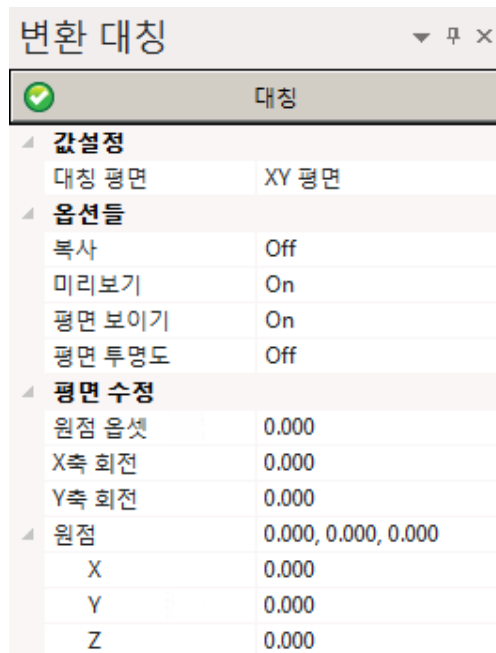 변환 대칭
대칭
값설정
대칭 평면 XY 평면
옵션들
복사 Off
미리보기 On
평면 보이기 On
평면 투명도 Off
평면 수정
원점 옵셋 0.000
X축 회전 0.000
Y축 회전 0.000
원점 0.000, 0.000, 0.000
X 0.000
Y 0.000
Z 0.000